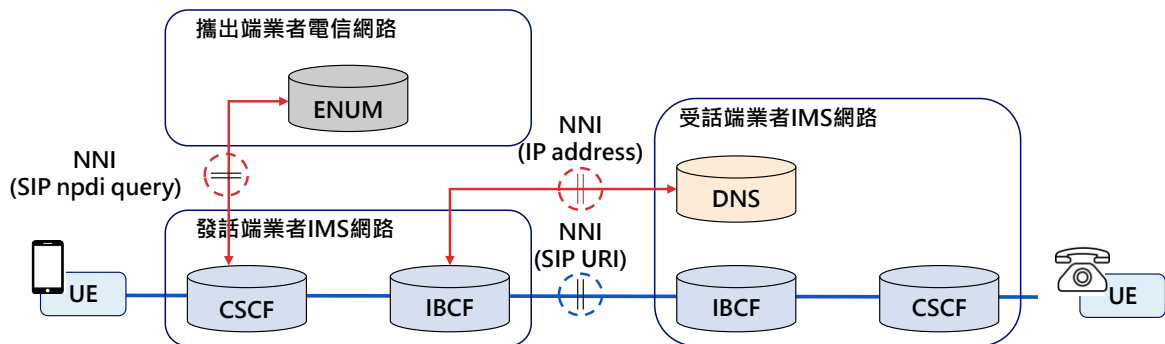 攜出端業者電信網路
ENUM
NNI
(SIP npdi query)
NNI
(IP address)
受話端業者IMS網路
DNS
發話端業者IMS網路
NNI
(SIP URI)
UE
CSCF
IBCF
IBCF
CSCF
UE